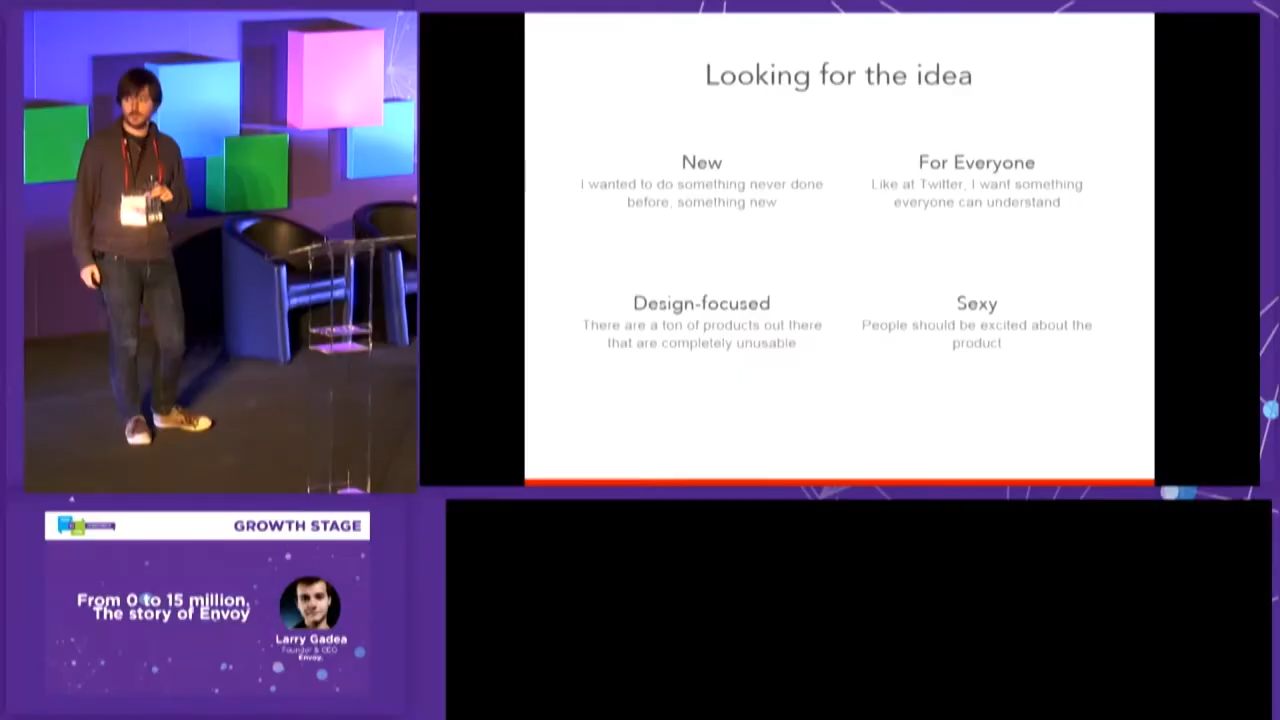 Looking for the idea
New
I wanted to do something never done
before, something new
For Everyone
Like at Twitter, I want something
everyone can understand
Design-focused
There are a ton of products out there
that are completely unusable
Sexy
People should be excited about the
product
GROWTH STAGE
From 0 to 15 million,
The story of Envoy
Larry Gadea
Founder & CEO
Envoy